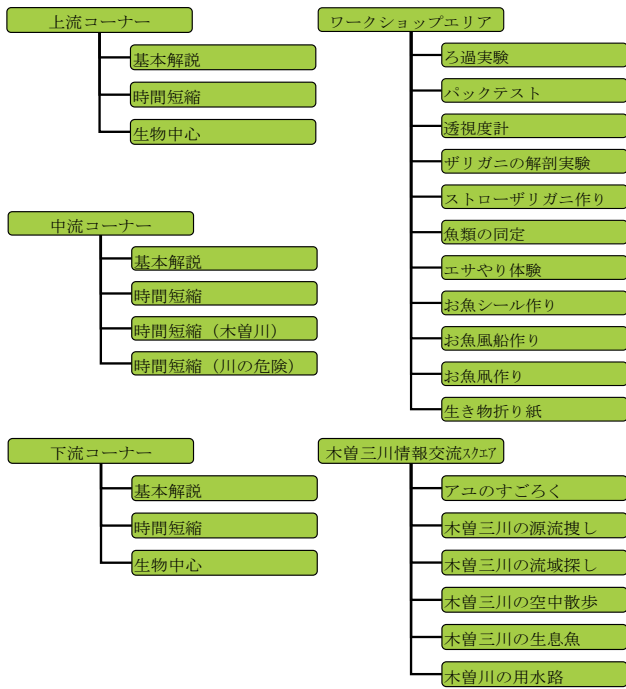 上流コーナー
基本解説
時間短縮
生物中心
中流コーナー
基本解説
時間短縮
時間短縮（木曽川）
時間短縮（川の危険）
下流コーナー
基本解説
時間短縮
生物中心
ワークショップエリア
ろ過実験
パックテスト
透視度計
ザリガニの解剖実験
ストローザリガニ作り
魚類の同定
エサやり体験
お魚シール作り
お魚風船作り
お魚凧作り
生き物折り紙
木曽三川情報交流ｽｸｴｱ
アユのすごろく
木曽三川の源流捜し
木曽三川の流域探し
木曽三川の空中散歩
木曽三川の生息魚
木曽川の用水路